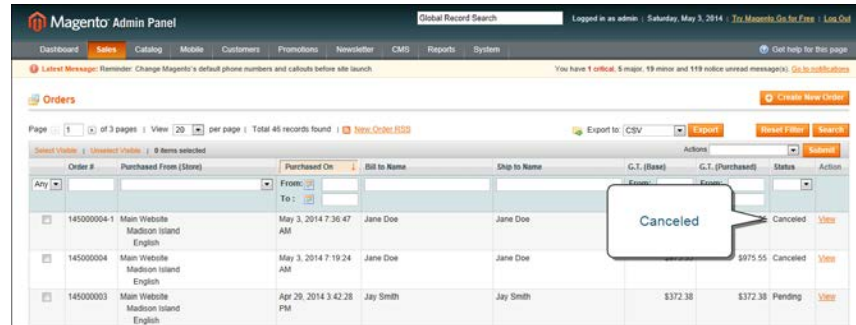 Magento Admin Panel
Global Record Search
Logged in as admin | Saturday, May 3, 2014 | Try Magento Go for Free | Log Out
Dashboard Sales Catalog Mobile Customers Promotions Newsletter CMS Reports System
Get help for this page
Latest Message: Reminder: Change Magento's default phone numbers and callouts before site launch
You have 1 critical, 5 major, 19 minor and 119 notice unread message(s). Go to notifications
Orders
Create New Order
Page 1 of 3 pages | View 20 per page | Total 46 records found | New Order RSS
Export to: CSV Export Reset Filter Search
Select Visible | Unselect Visible | 0 items selected
Actions Submit
Order # Purchased From (Store) Purchased On Bill to Name Ship to Name G.T. (Base) G.T. (Purchased) Status Action
Any From: From: From:
To :
145000004-1 Main Website May 3, 2014 7:36:47 Jane Doe Jane Doe Canceled View
Madison Island AM
English
Canceled
145000004 Main Website May 3, 2014 7:19:24 Jane Doe Jane Doe $975.55 Canceled View
Madison Island AM
English
145000003 Main Website Apr 29, 2014 3:42:28 Jay Smith Jay Smith $372.38 $372.38 Pending View
Madison Island PM
English